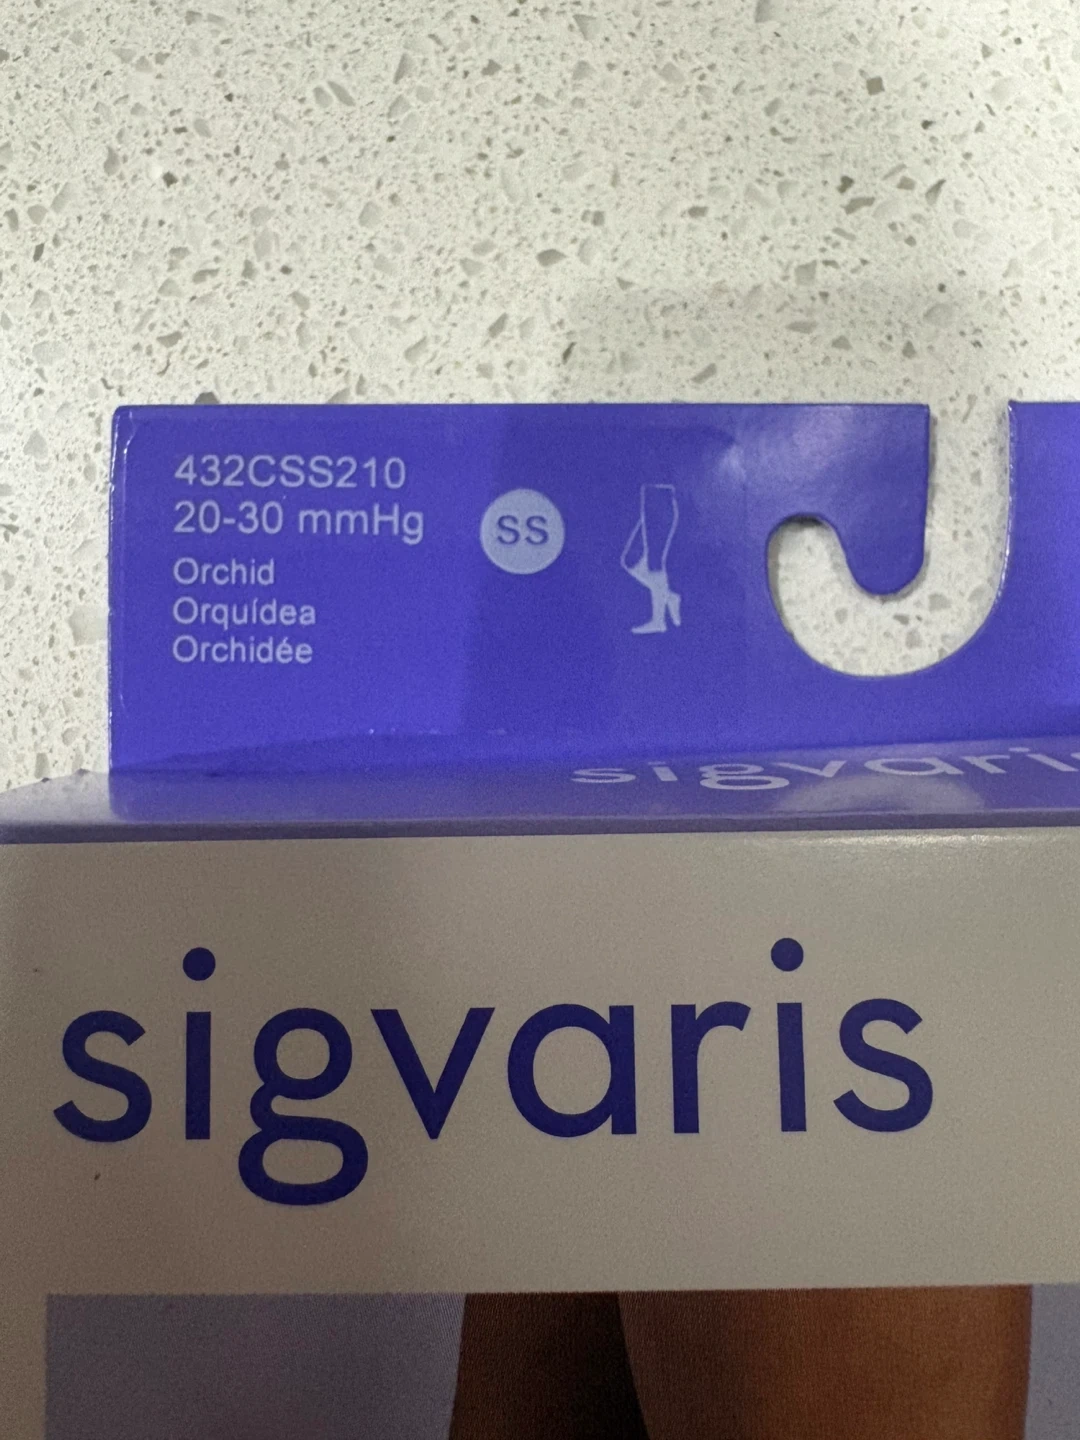 432CSS210
20-30 mmHg
SS
Orchid
Orquídea
Orchidée
sigvaris
sigvaris